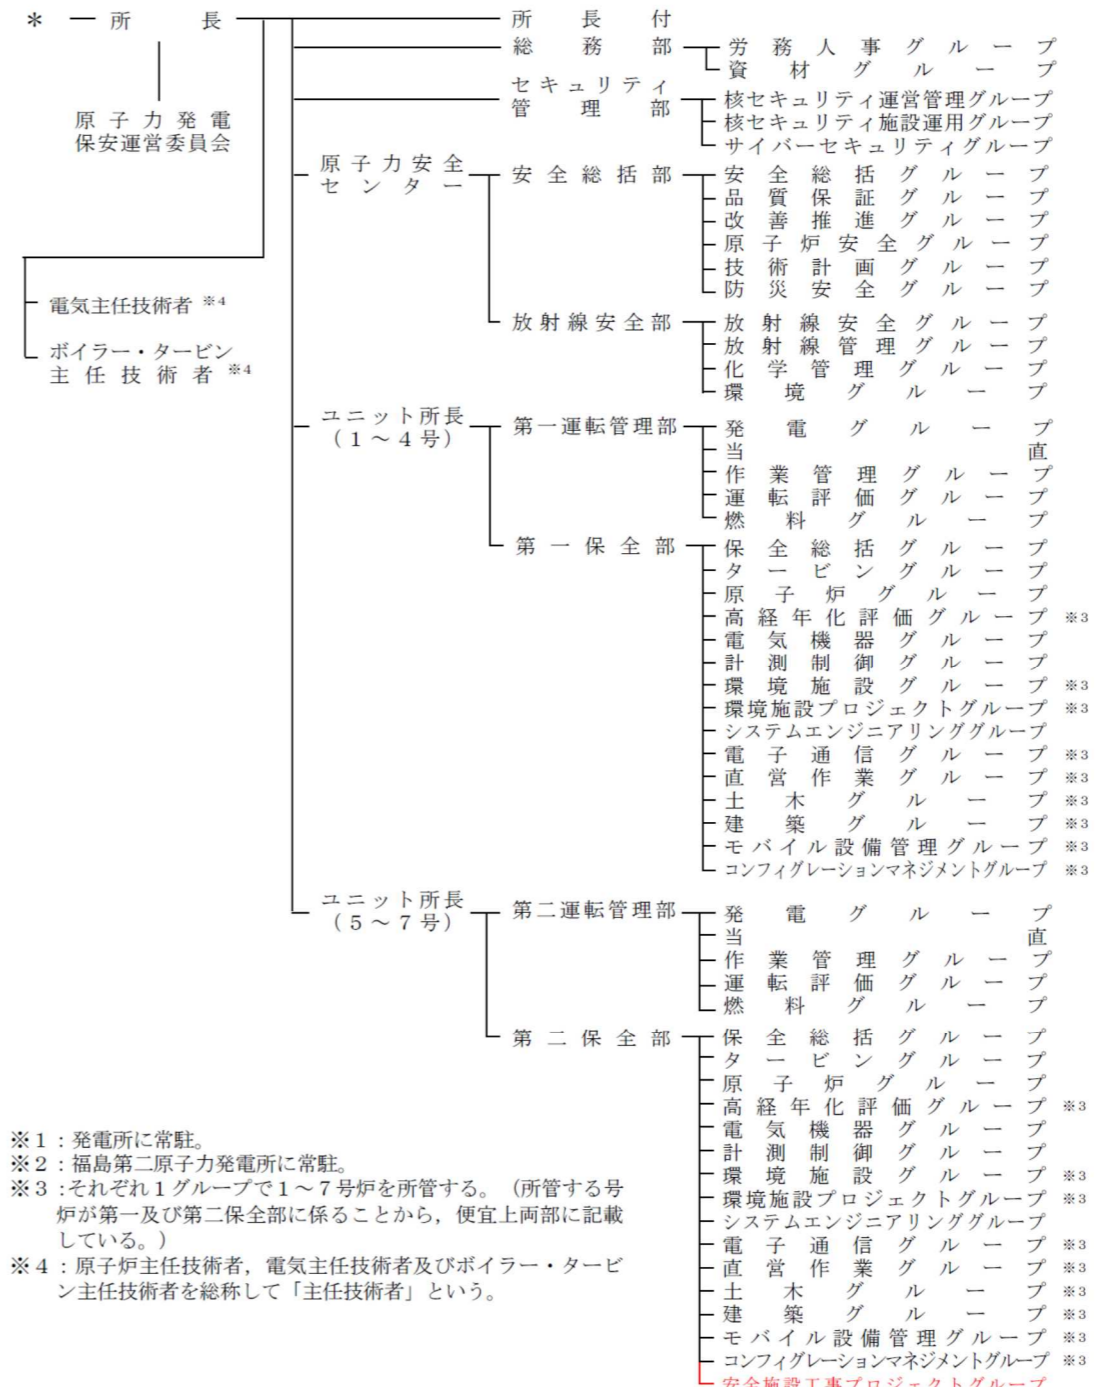 ＊ 所長 所長付
総務部 労務人事グループ
資材グループ
セキュリティ管理部 核セキュリティ運営管理グループ
核セキュリティ施設運用グループ
サイバーセキュリティグループ
原子力発電
保安運営委員会
原子力安全センター 安全総括部 安全総括グループ
品質保証グループ
改善推進グループ
原子炉安全グループ
技術計画グループ
防災安全グループ
電気主任技術者 ※4
ボイラー・タービン
主任技術者 ※4
放射線安全部 放射線安全グループ
放射線管理グループ
化学管理グループ
環境グループ
ユニット所長
（1～4号） 第一運転管理部 発電グループ
当直
作業管理グループ
運転評価グループ
燃料グループ
第一保全部 保全総括グループ
タービングループ
原子炉グループ
高経年化評価グループ ※3
電気機器グループ
計測制御グループ
環境施設グループ ※3
環境施設プロジェクトグループ ※3
システムエンジニアリンググループ
電子通信グループ ※3
直営作業グループ ※3
土木グループ ※3
建築グループ ※3
モバイル設備管理グループ ※3
コンフィグレーションマネジメントグループ ※3
ユニット所長
（5～7号） 第二運転管理部 発電グループ
当直
作業管理グループ
運転評価グループ
燃料グループ
第二保全部 保全総括グループ
タービングループ
原子炉グループ
高経年化評価グループ ※3
電気機器グループ
計測制御グループ
環境施設グループ ※3
環境施設プロジェクトグループ ※3
システムエンジニアリンググループ
電子通信グループ ※3
直営作業グループ ※3
土木グループ ※3
建築グループ ※3
モバイル設備管理グループ ※3
コンフィグレーションマネジメントグループ ※3
安全施設工事プロジェクトグループ
※１：発電所に常駐。
※２：福島第二原子力発電所に常駐。
※３：それぞれ１グループで１～７号炉を所管する。（所管する号
炉が第一及び第二保全部に係ることから，便宜上両部に記載
している。）
※４：原子炉主任技術者，電気主任技術者及びボイラー・タービ
ン主任技術者を総称して「主任技術者」という。